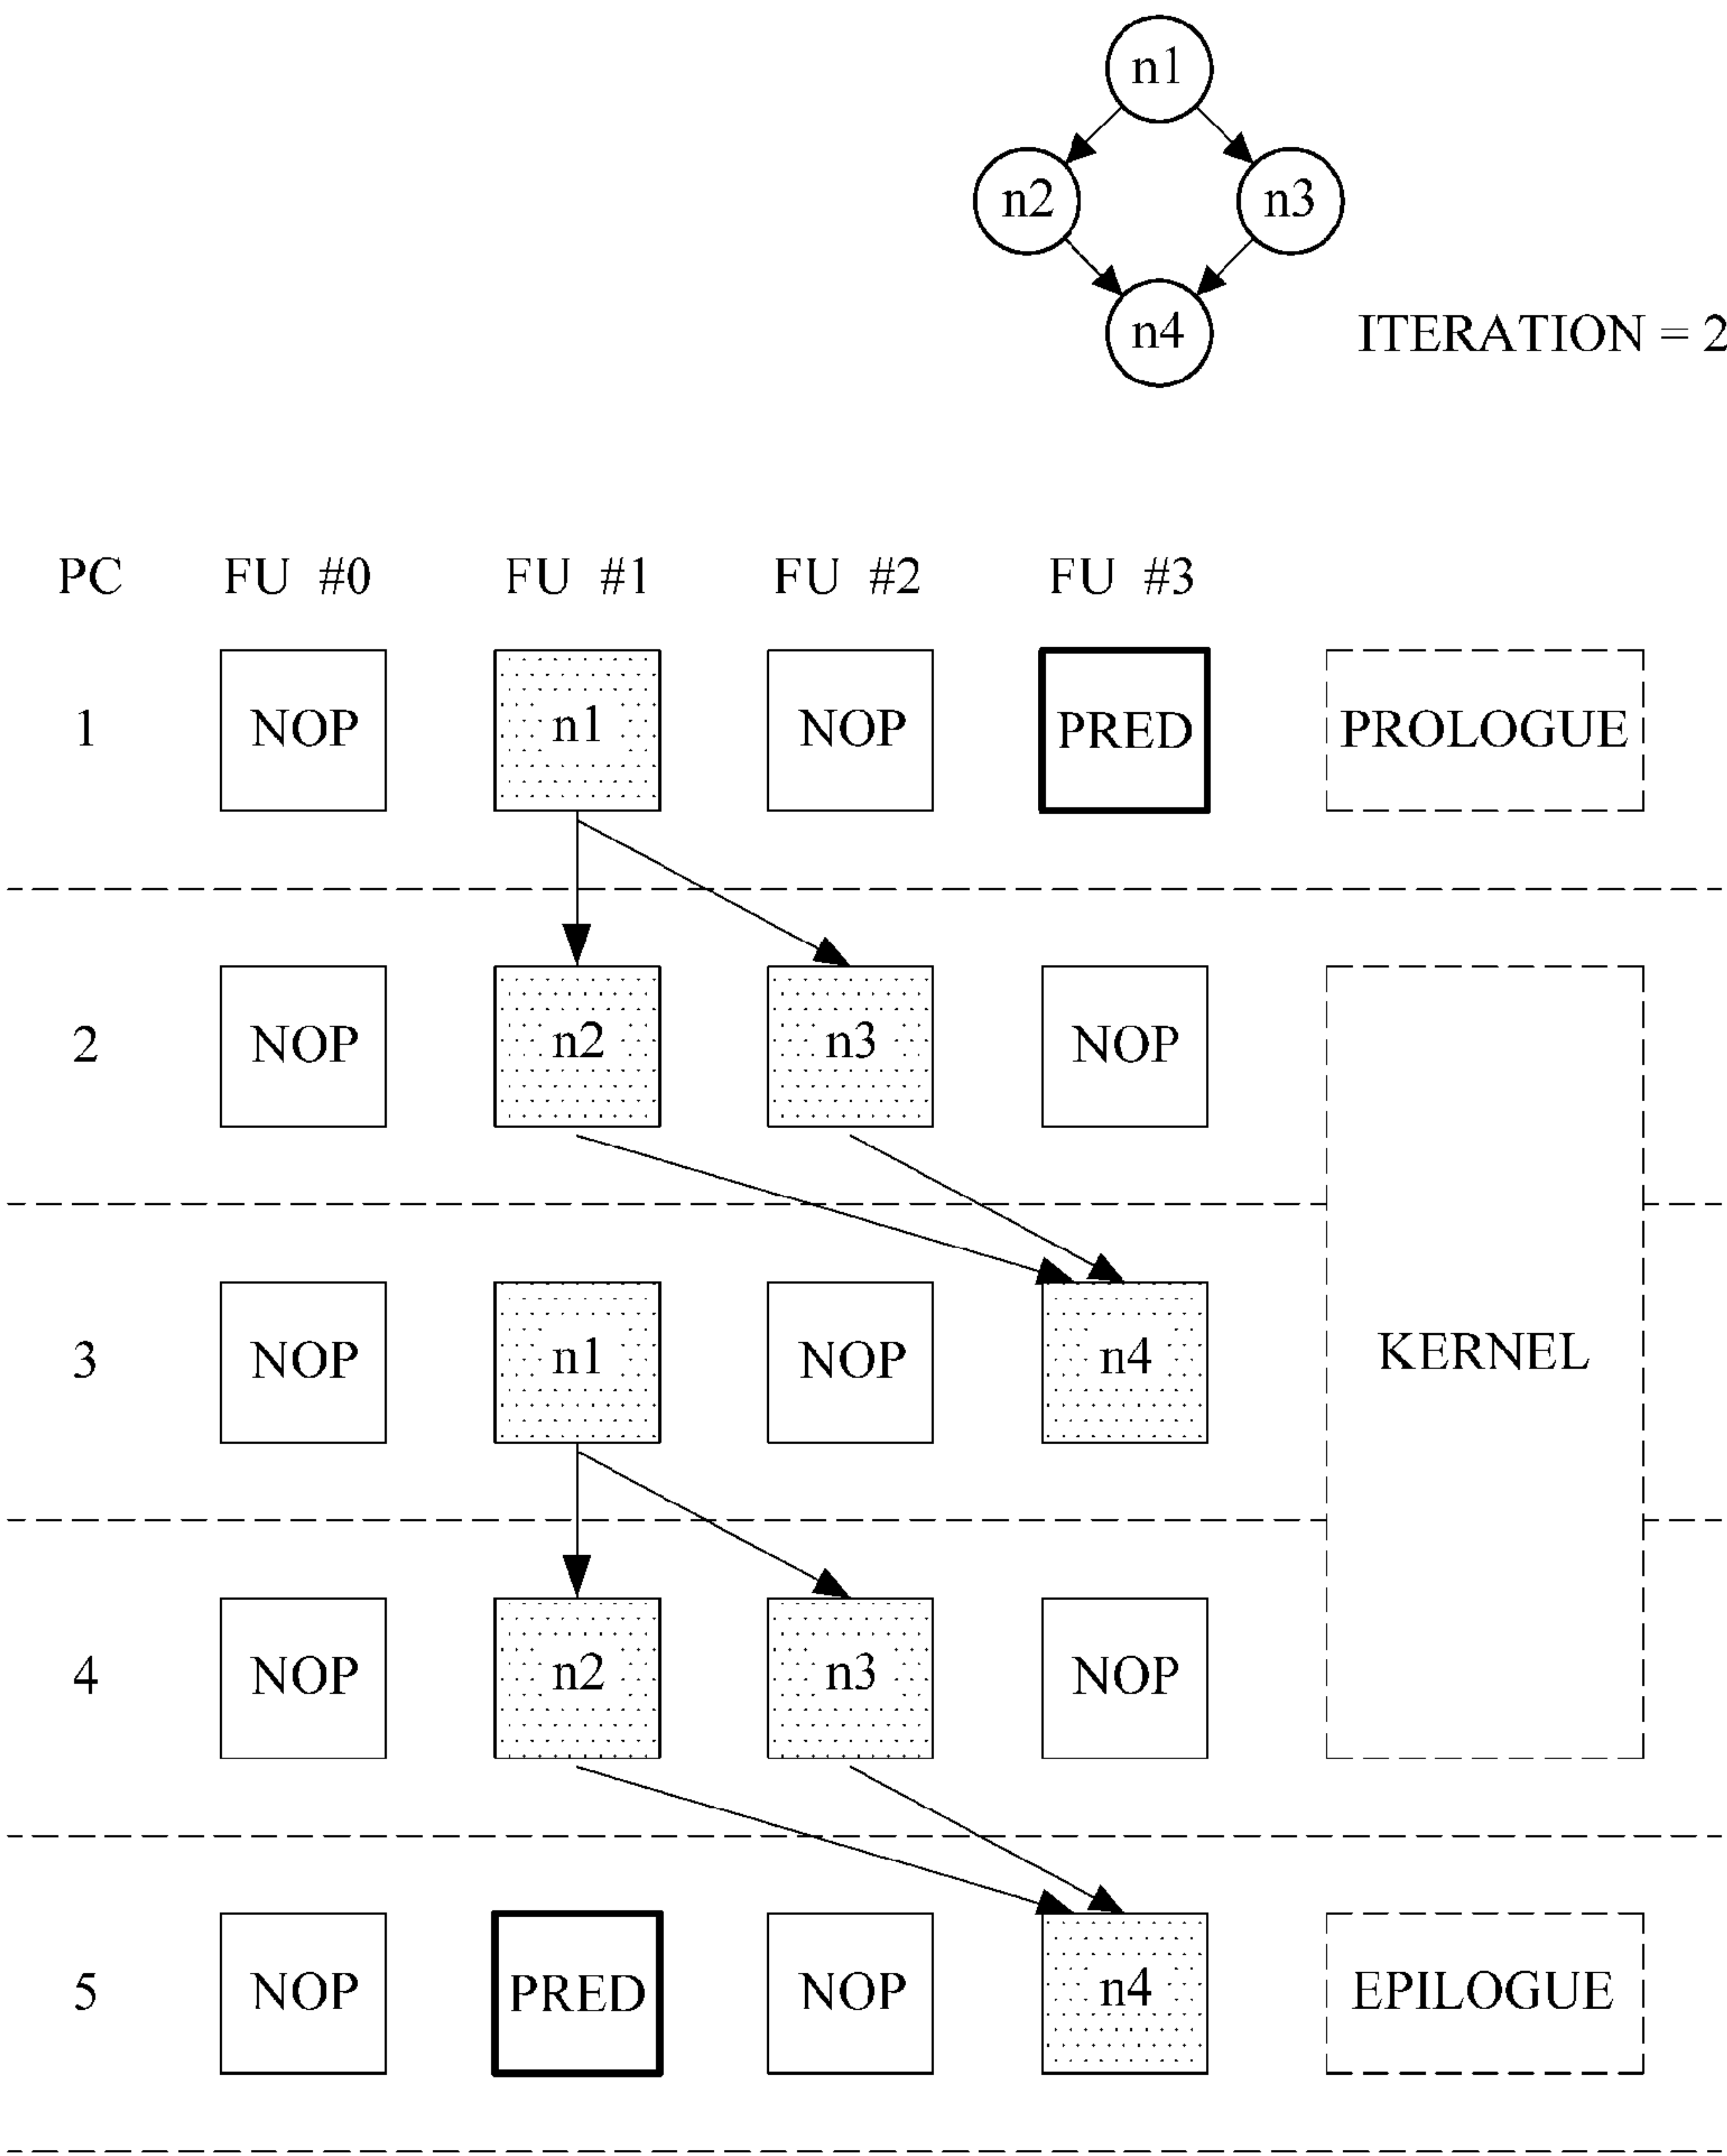 n1
n2 n3
n4
ITERATION = 2
PC FU #0 FU #1 FU #2 FU #3
1 NOP n1 NOP PRED PROLOGUE
2 NOP n2 n3 NOP
3 NOP n1 NOP n4 KERNEL
4 NOP n2 n3 NOP
5 NOP PRED NOP n4 EPILOGUE